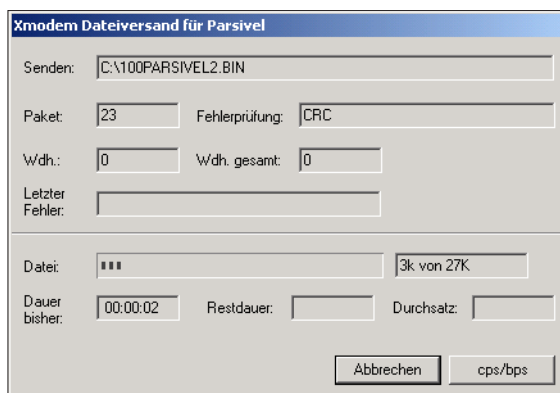 Xmodem Dateiversand für Parsivel
Senden: C:\100PARSIVEL2.BIN
Paket: 23 Fehlerprüfung: CRC
Wdh.: 0 Wdh. gesamt: 0
Letzter
Fehler:
Datei: 3k von 27K
Dauer
bisher: 00:00:02 Restdauer: Durchsatz:
Abbrechen cps/bps